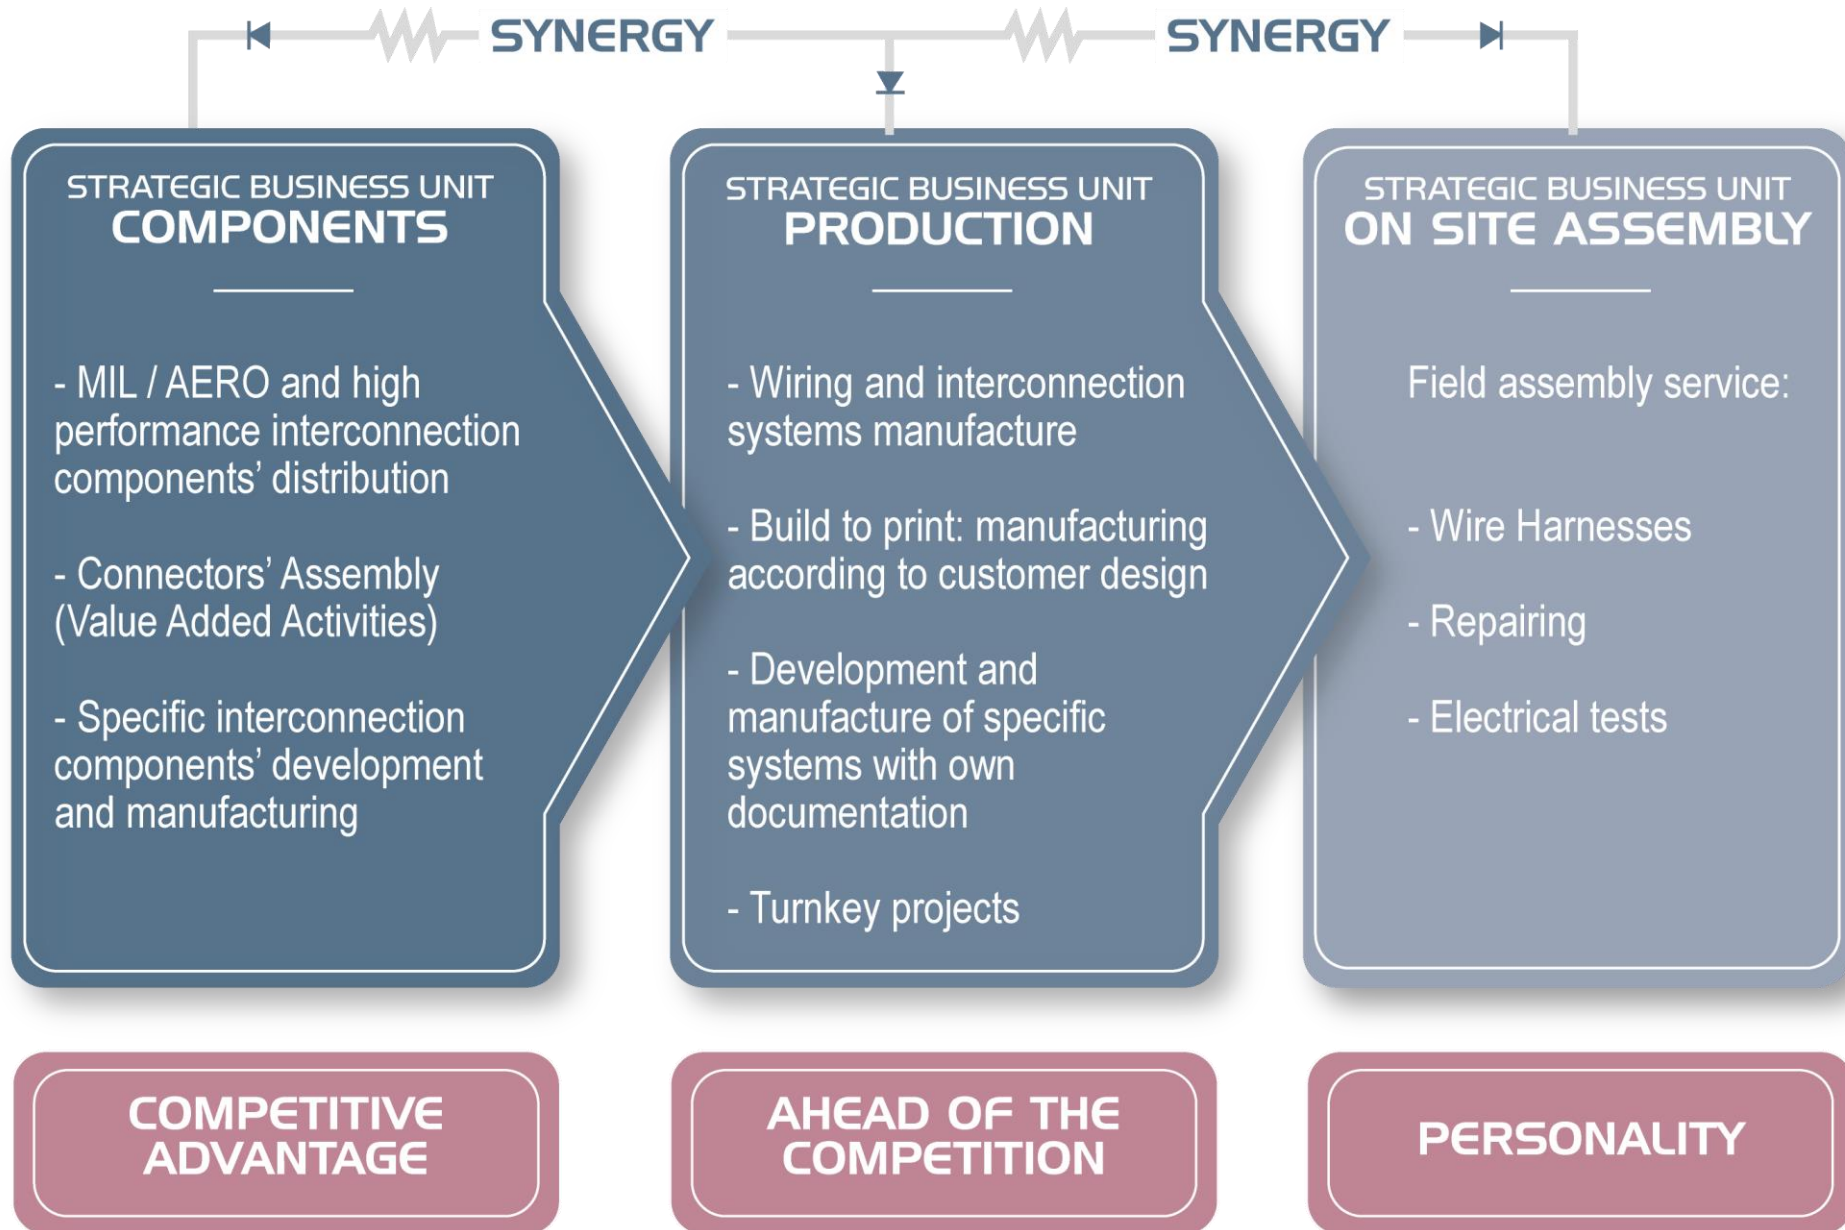 SYNERGY
SYNERGY
STRATEGIC BUSINESS UNIT
COMPONENTS
- MIL / AERO and high
performance interconnection
components’ distribution
- Connectors’ Assembly
(Value Added Activities)
- Specific interconnection
components’ development
and manufacturing
STRATEGIC BUSINESS UNIT
PRODUCTION
- Wiring and interconnection
systems manufacture
- Build to print: manufacturing
according to customer design
- Development and
manufacture of specific
systems with own
documentation
- Turnkey projects
STRATEGIC BUSINESS UNIT
ON SITE ASSEMBLY
Field assembly service:
- Wire Harnesses
- Repairing
- Electrical tests
COMPETITIVE
ADVANTAGE
AHEAD OF THE
COMPETITION
PERSONALITY